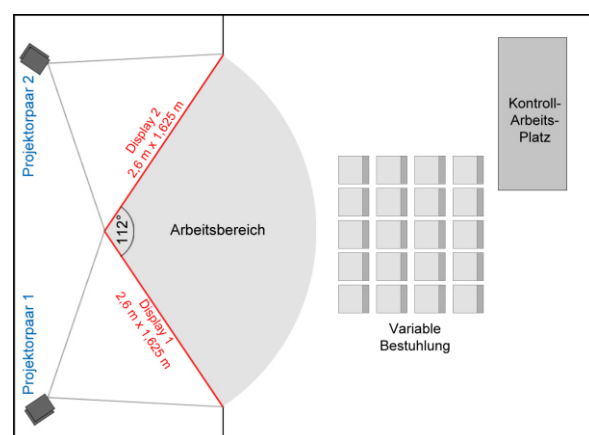 Projektorpaar 2
Display 2
2,6 m x 1,625 m
112°
Arbeitsbereich
Display 1
2,6 m x 1,625 m
Projektorpaar 1
Variable
Bestuhlung
Kontroll-
Arbeits-
Platz